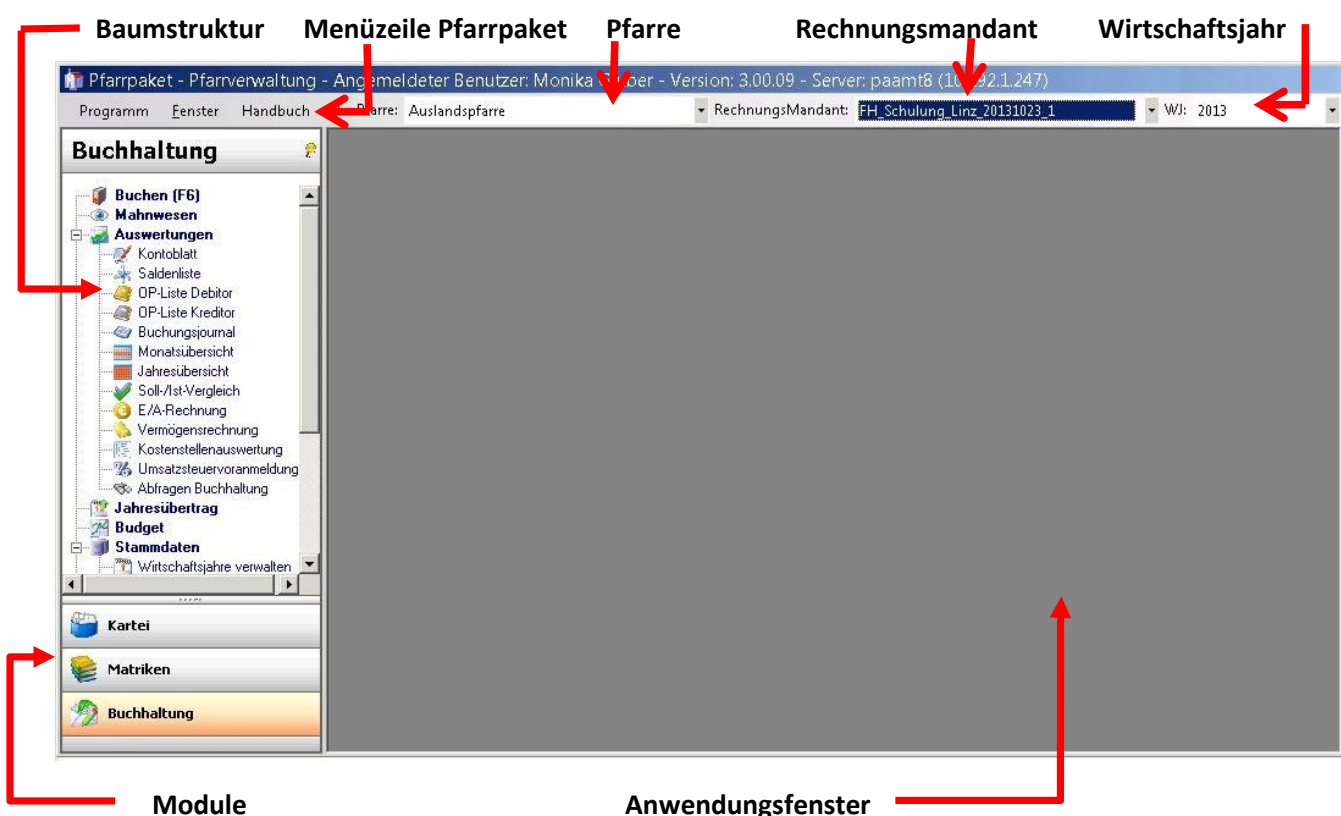 Baumstruktur Menüzeile Pfarrpaket Pfarre Rechnungsmandant Wirtschaftsjahr
Pfarrpaket - Pfarrverwaltung - Angemeldeter Benutzer: Monika - Version: 3.00.09 - Server: paamt8
Programm Fenster Handbuch Auslandspfarre RechnungsMandant: FH_Schulung_Linz_20131023_1 WJ: 2013
Buchhaltung
Buchen (F6)
Mahnwesen
Auswertungen
Kontoblatt
Saldenliste
OP-Liste Debitor
OP-Liste Kreditor
Buchungsjournal
Monatsübersicht
Jahresübersicht
Soll-/Ist-Vergleich
E/A-Rechnung
Vermögensrechnung
Kostenstellenauswertung
Umsatzsteuervoranmeldung
Abfragen Buchhaltung
Jahresübertrag
Budget
Stammdaten
Wirtschaftsjahre verwalten
Kartei
Matriken
Buchhaltung
Module Anwendungsfenster